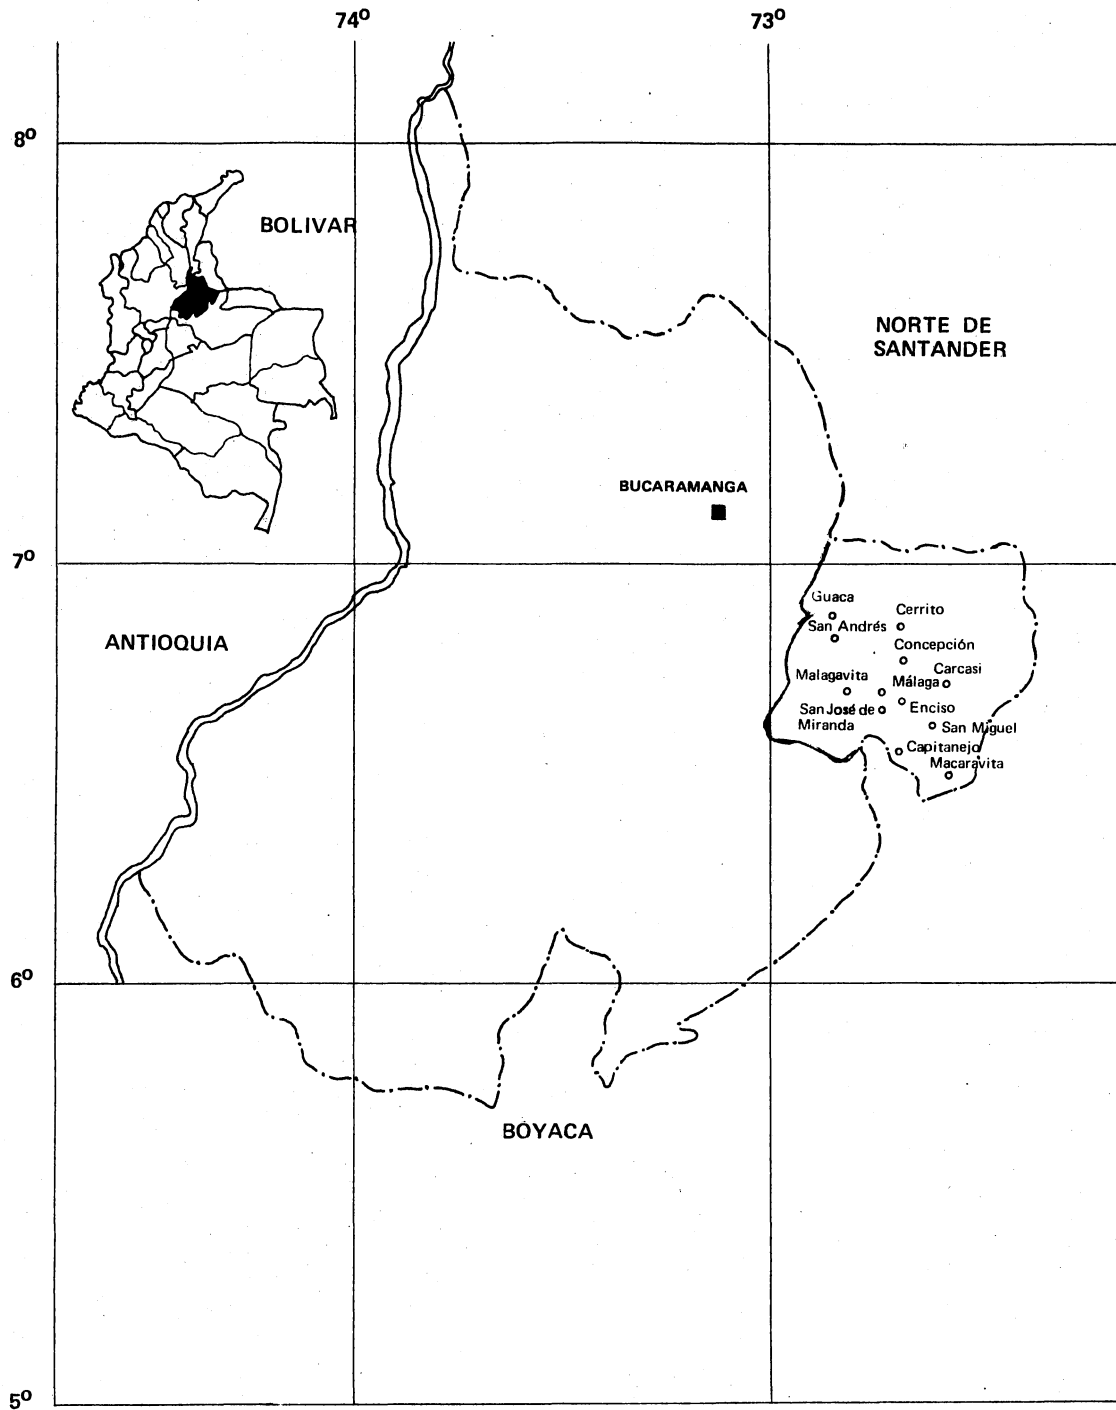 74º
73º
8º
BOLIVAR
NORTE DE
SANTANDER
BUCARAMANGA
7º
Guaca
Cerrito
San Andrés
ANTIOQUIA
Concepción
Carcasi
Malagavita
Málaga
San José de
Miranda
Enciso
San Miguel
Capitanejo
Macaravita
6º
BOYACA
5º